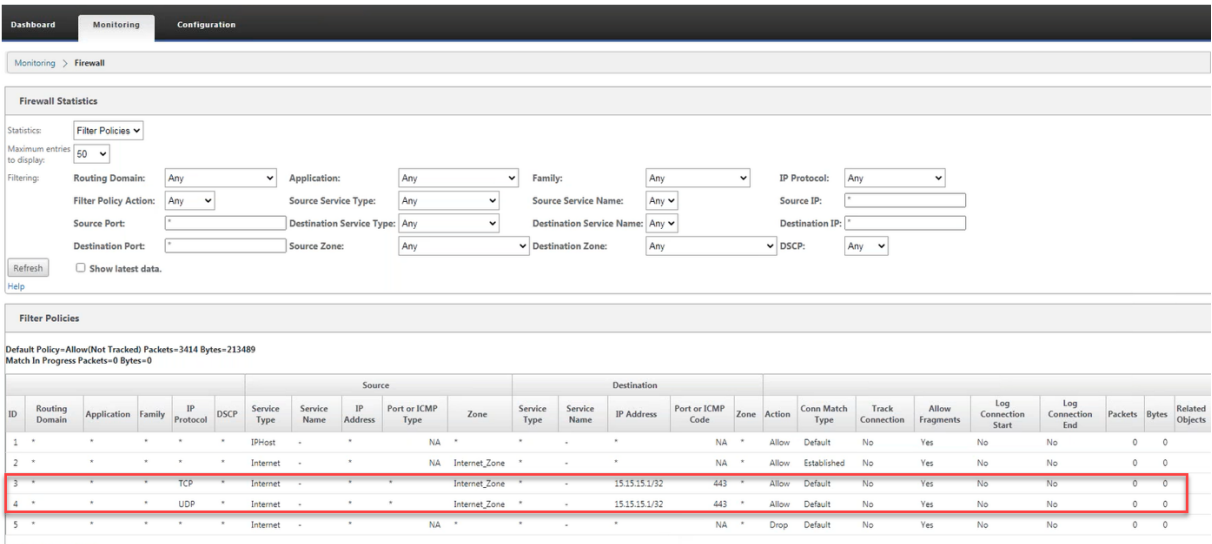 Dashboard Monitoring Configuration
Monitoring > Firewall
Firewall Statistics
Statistics: Filter Policies
Maximum entries to display: 50
Filtering: Routing Domain: Any Application: Any Family: Any IP Protocol: Any
Filter Policy Action: Any Source Service Type: Any Source Service Name: Any Source IP: *
Source Port: * Destination Service Type: Any Destination Service Name: Any Destination IP: *
Destination Port: * Source Zone: Any Destination Zone: Any DSCP: Any
Refresh Show latest data.
Help
Filter Policies
Default Policy=Allow(Not Tracked) Packets=3414 Bytes=213489
Match In Progress Packets=0 Bytes=0
Source Destination
ID Routing Domain Application Family IP Protocol DSCP Service Type Service Name IP Address Port or ICMP Type Zone Service Type Service Name IP Address Port or ICMP Code Zone Action Conn Match Type Track Connection Allow Fragments Log Connection Start Log Connection End Packets Bytes Related Objects
1 * * * * * IPHost - * NA * * - * NA * Allow Default No Yes No No 0 0
2 * * * * * Internet - * NA Internet_Zone * - * NA * Allow Established No Yes No No 0 0
3 * * * TCP * Internet - * * Internet_Zone * - 15.15.15.1/32 443 * Allow Default No Yes No No 0 0
4 * * * UDP * Internet - * * Internet_Zone * - 15.15.15.1/32 443 * Allow Default No Yes No No 0 0
5 * * * * * Internet - * NA * * - * NA * Drop Default No Yes No No 0 0